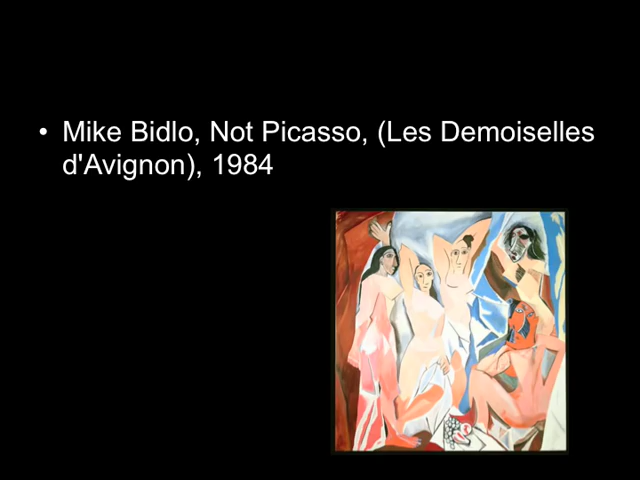 • Mike Bidlo, Not Picasso, (Les Demoiselles
d'Avignon), 1984